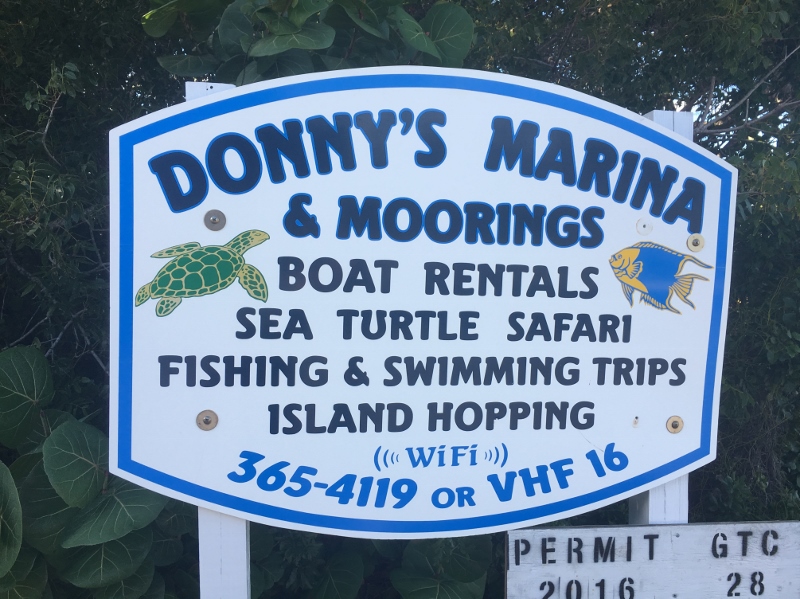 DONNY'S MARINA
& MOORINGS
BOAT RENTALS
SEA TURTLE SAFARI
FISHING & SWIMMING TRIPS
ISLAND HOPPING
((( WiFi )))
365-4119 OR VHF 16
PERMIT GTC
2016 28